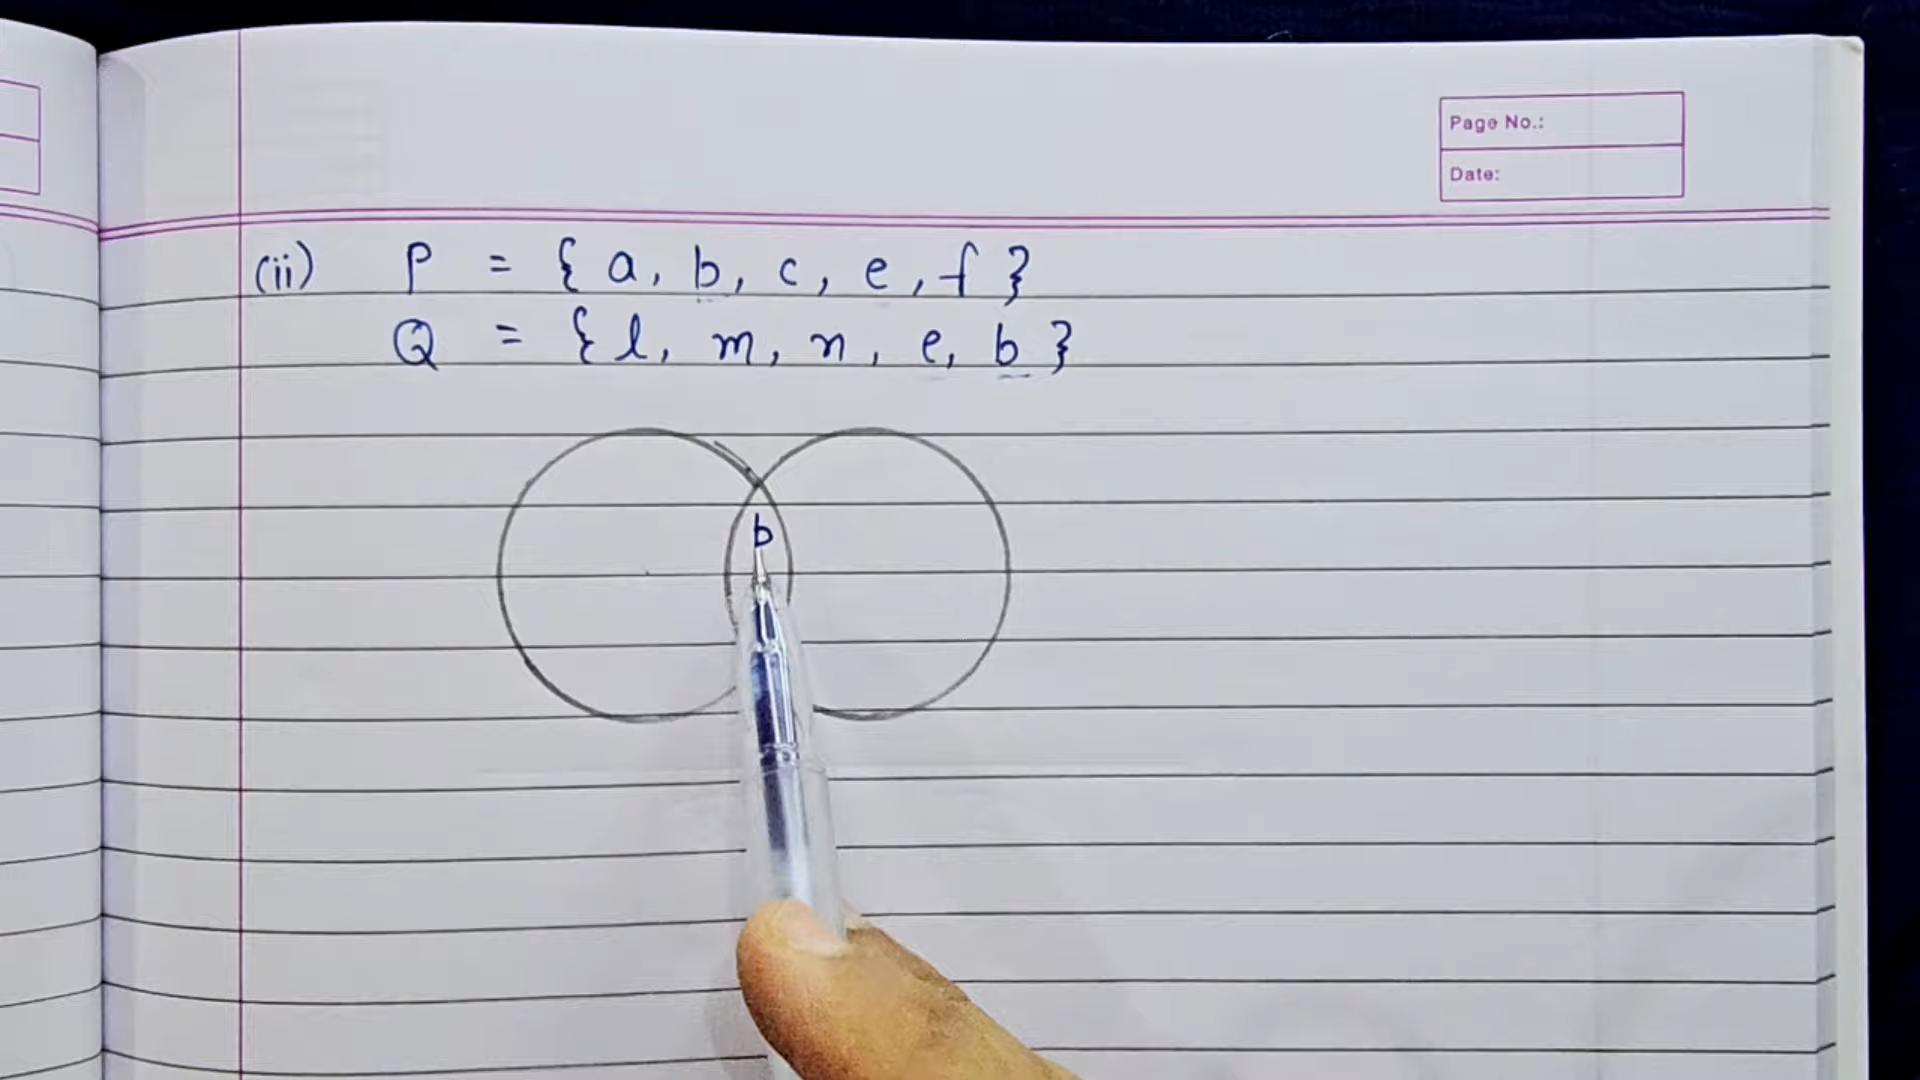 Page No.:
Date:
(ii) P = { a, b, c, e, f }
Q = { l, m, n, e, b }
b